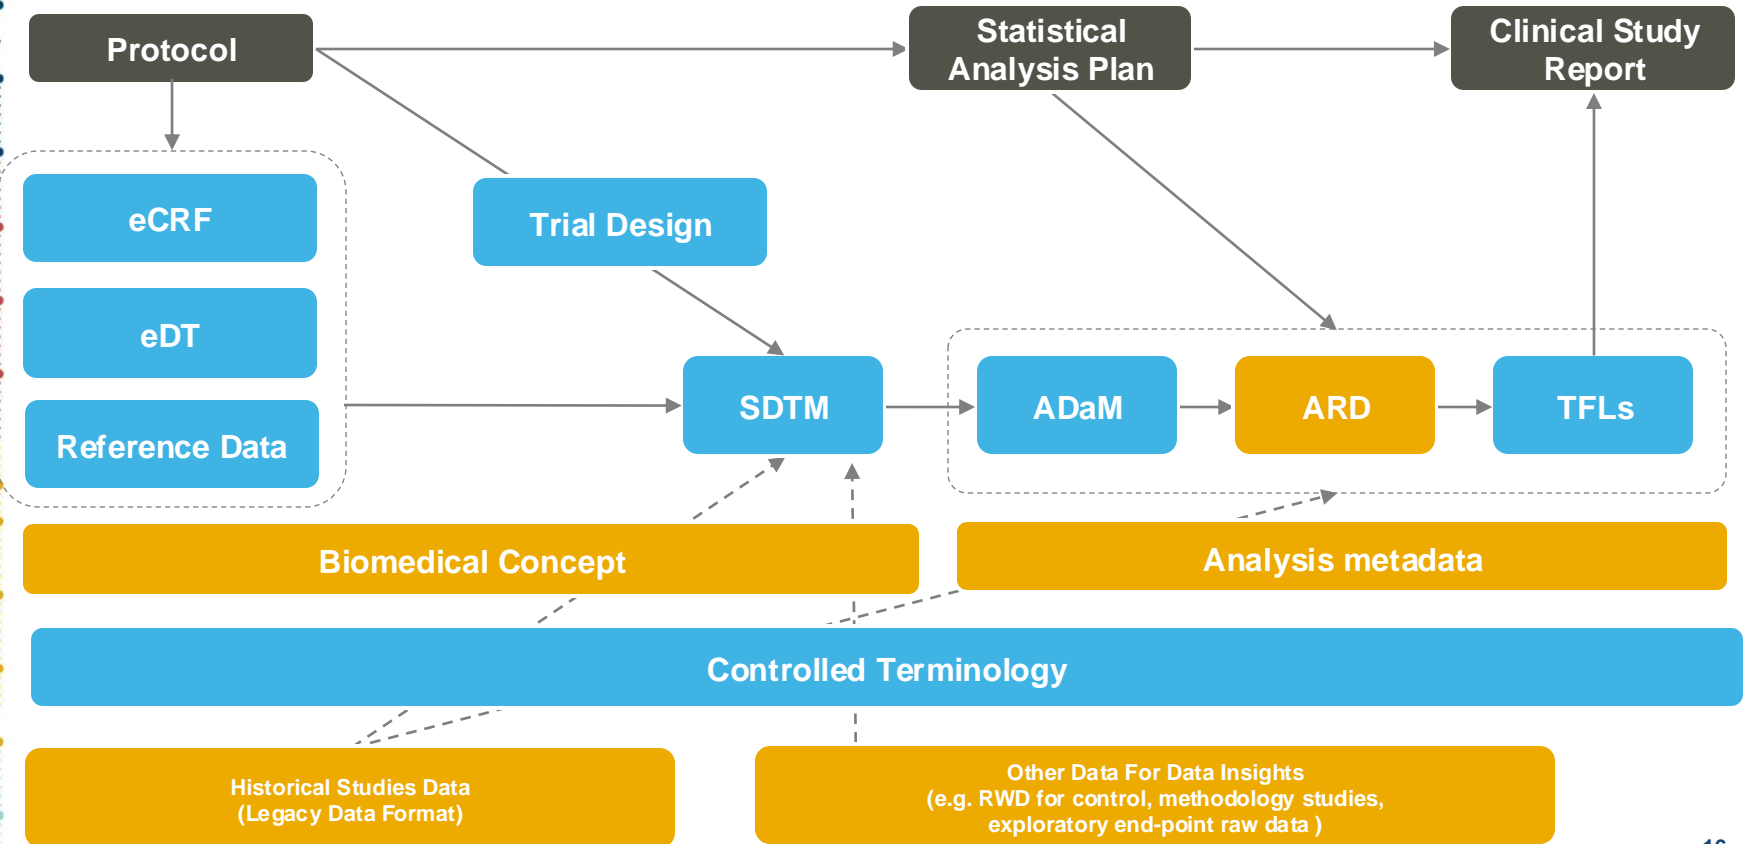 Protocol
Statistical
Analysis Plan
Clinical Study
Report
eCRF
Trial Design
eDT
Reference Data
SDTM
ADaM
ARD
TFLs
Biomedical Concept
Analysis metadada
Controlled Terminology
Historical Studies Data
(Legacy Data Format)
Other Data For Data Insights
(e.g. RWD for control, methodology studies,
exploratory end-point raw data )